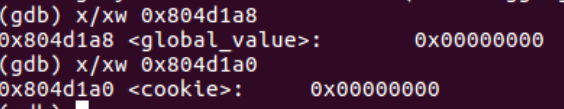 (gdb) x/xw 0x804d1a8
0x804d1a8 <global_value>: 0x00000000
(gdb) x/xw 0x804d1a0
0x804d1a0 <cookie>: 0x00000000